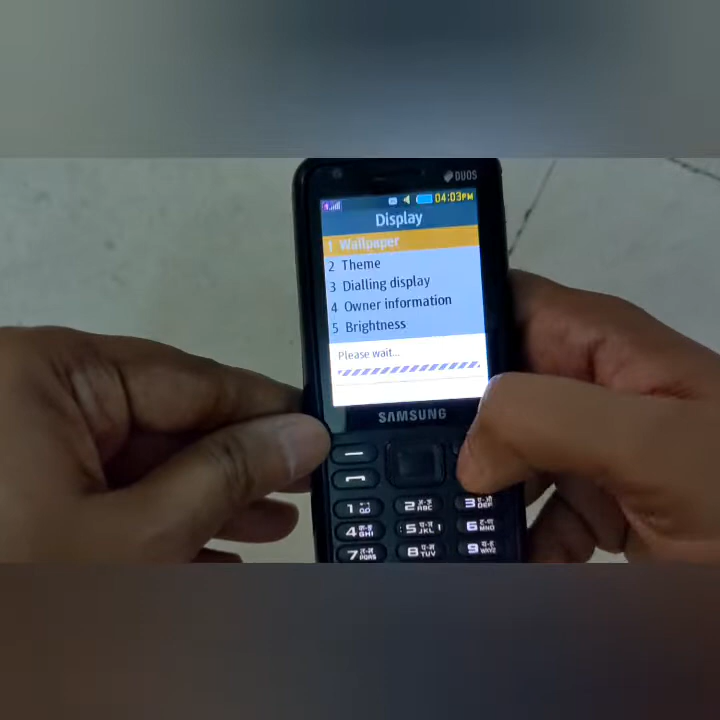 DUOS
04:03PM
Display
1 Wallpaper
2 Theme
3 Dialling display
4 Owner information
5 Brightness
Please wait...
SAMSUNG
1
2 ABC
3 DEF
4 GHI
5 JKL
6 MNO
7 PQRS
8 TUV
9 WXYZ